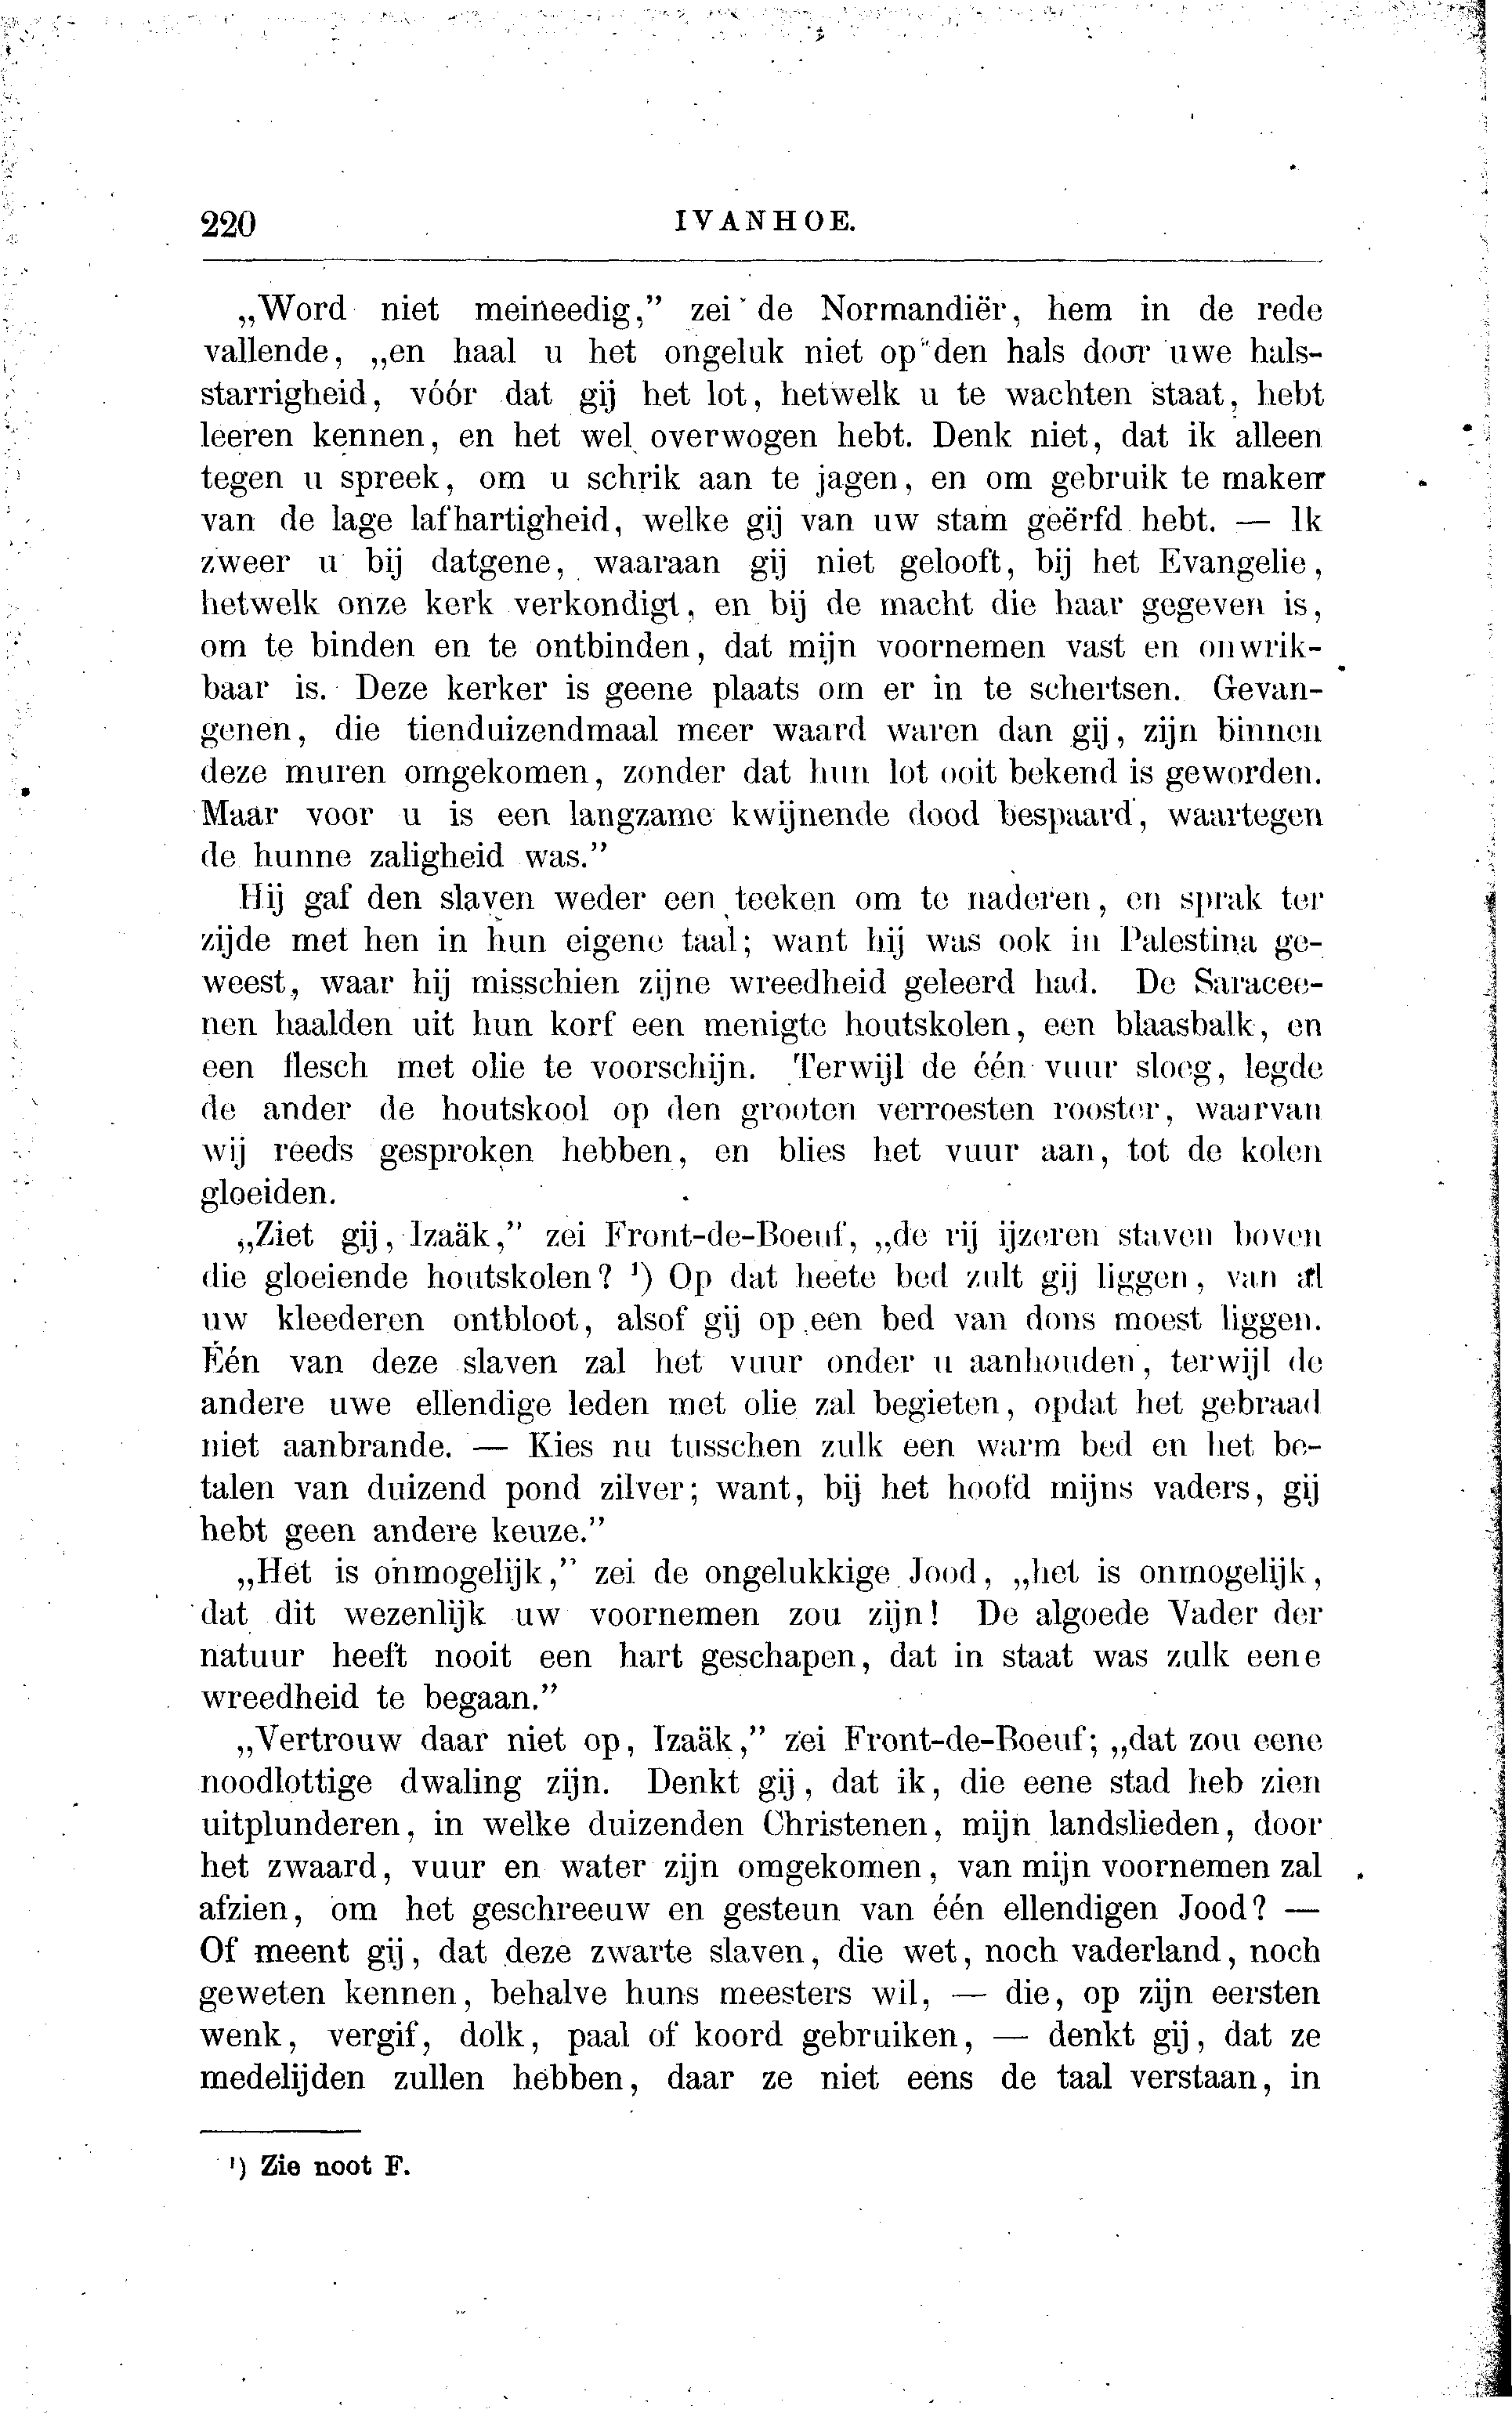 220 IVANHOE.
„Word niet meineedig,” zei de Normandiër, hem in de rede
vallende, „en haal u het ongeluk niet op den hals door uwe hals-
starrigheid, vóór dat gij het lot, hetwelk u te wachten staat, hebt
leeren kennen, en het wel overwogen hebt. Denk niet, dat ik alleen
tegen u spreek, om u schrik aan te jagen, en om gebruik te maken
van de lage lafhartigheid, welke gij van uw stam geërfd hebt. — Ik
zweer u bij datgene, waaraan gij niet gelooft, bij het Evangelie,
hetwelk onze kerk verkondigt, en bij de macht die haar gegeven is,
om te binden en te ontbinden, dat mijn voornemen vast en onwrik-
baar is. Deze kerker is geene plaats om er in te schertsen. Gevan-
genen, die tienduizendmaal meer waard waren dan gij, zijn binnen
deze muren omgekomen, zonder dat hun lot ooit bekend is geworden.
Maar voor u is een langzame kwijnende dood bespaard, waartegen
de hunne zaligheid was.”
Hij gaf den slaven weder een teeken om te naderen, en sprak ter
zijde met hen in hun eigene taal; want hij was ook in Palestina ge-
weest, waar hij misschien zijne wreedheid geleerd had. De Saracee-
nen haalden uit hun korf een menigte houtskolen, een blaasbalk, en
een flesch met olie te voorschijn. Terwijl de één vuur sloeg, legde
de ander de houtskool op den grooten verroesten rooster, waarvan
wij reeds gesproken hebben, en blies het vuur aan, tot de kolen
gloeiden.
„Ziet gij, Izaäk,” zei Front-de-Boeuf, „de rij ijzeren staven boven
die gloeiende houtskolen? ¹) Op dat heete bed zult gij liggen, van al
uw kleederen ontbloot, alsof gij op een bed van dons moest liggen.
Één van deze slaven zal het vuur onder u aanhouden, terwijl de
andere uwe ellendige leden met olie zal begieten, opdat het gebraad
niet aanbrande. — Kies nu tusschen zulk een warm bed en het be-
talen van duizend pond zilver; want, bij het hoofd mijns vaders, gij
hebt geen andere keuze.”
„Het is onmogelijk,” zei de ongelukkige Jood, „het is onmogelijk,
dat dit wezenlijk uw voornemen zou zijn! De algoede Vader der
natuur heeft nooit een hart geschapen, dat in staat was zulk eene
wreedheid te begaan.”
„Vertrouw daar niet op, Izaäk,” zei Front-de-Boeuf; „dat zou eene
noodlottige dwaling zijn. Denkt gij, dat ik, die eene stad heb zien
uitplunderen, in welke duizenden Christenen, mijn landslieden, door
het zwaard, vuur en water zijn omgekomen, van mijn voornemen zal
afzien, om het geschreeuw en gesteun van één ellendigen Jood? —
Of meent gij, dat deze zwarte slaven, die wet, noch vaderland, noch
geweten kennen, behalve huns meesters wil, — die, op zijn eersten
wenk, vergif, dolk, paal of koord gebruiken, — denkt gij, dat ze
medelijden zullen hebben, daar ze niet eens de taal verstaan, in
¹) Zie noot F.